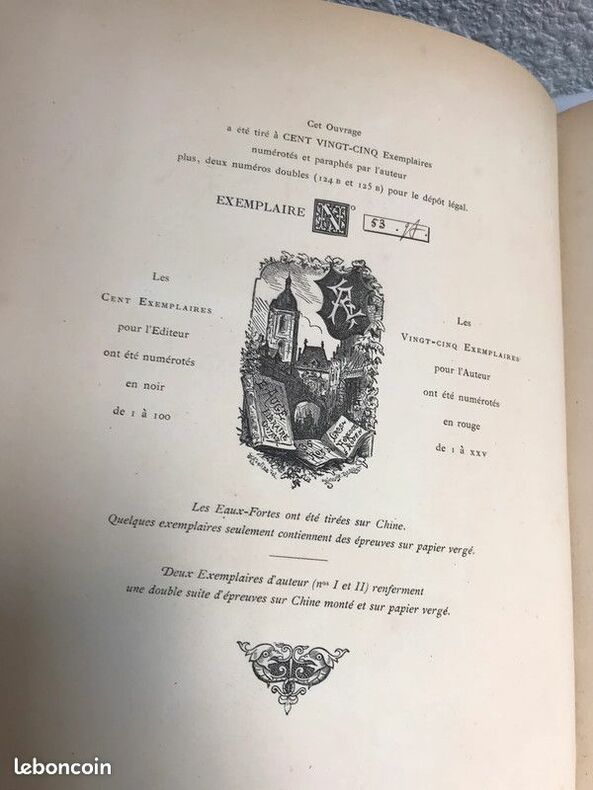 Cet Ouvrage
a été tiré à CENT VINGT-CINQ Exemplaires
numérotés et paraphés par l'auteur
plus, deux numéros doubles (124 B et 125 B) pour le dépôt légal.
EXEMPLAIRE No 53
Les
CENT EXEMPLAIRES
pour l'Editeur
ont été numérotés
en noir
de 1 à 100
Les
VINGT-CINQ EXEMPLAIRES
pour l'Auteur
ont été numérotés
en rouge
de I à XXV
Les Eaux-Fortes ont été tirées sur Chine.
Quelques exemplaires seulement contiennent des épreuves sur papier vergé.
Deux Exemplaires d'auteur (nos I et II) renferment
une double suite d'épreuves sur Chine monté et sur papier vergé.
leboncoin